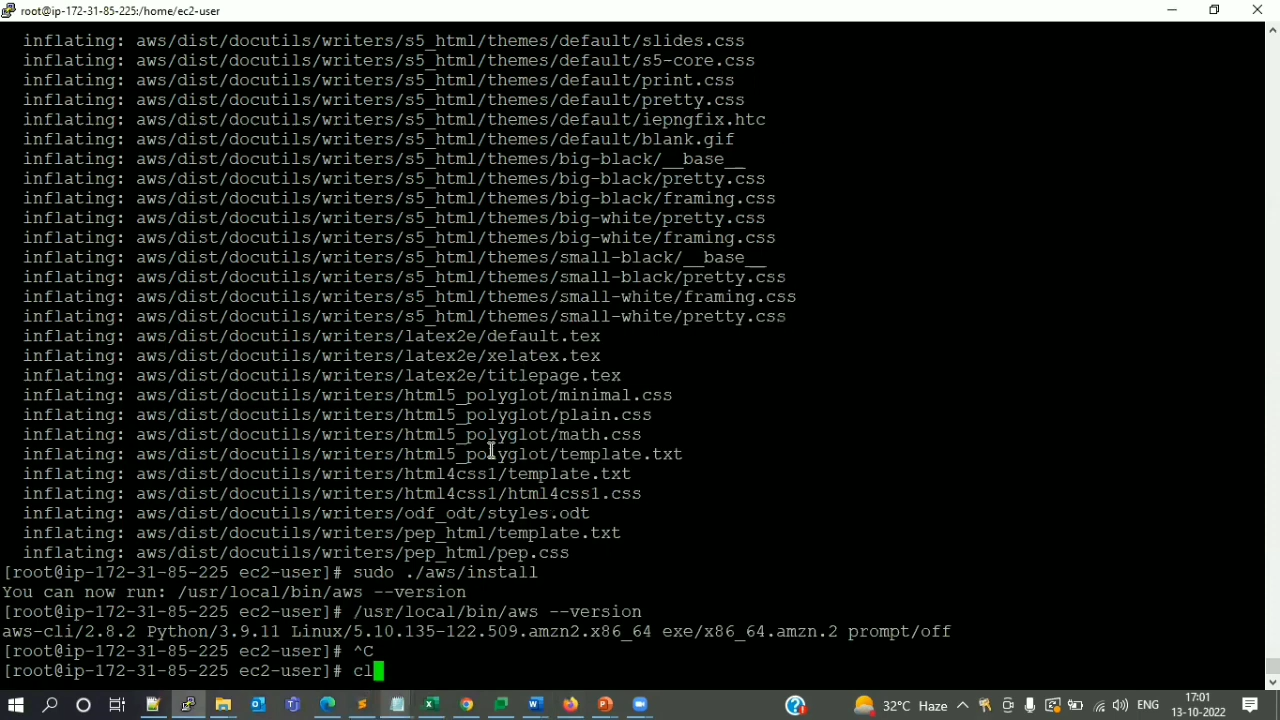 root@ip-172-31-85-225:/home/ec2-user
inflating: aws/dist/docutils/writers/s5_html/themes/default/slides.css
inflating: aws/dist/docutils/writers/s5_html/themes/default/s5-core.css
inflating: aws/dist/docutils/writers/s5_html/themes/default/print.css
inflating: aws/dist/docutils/writers/s5_html/themes/default/pretty.css
inflating: aws/dist/docutils/writers/s5_html/themes/default/iepngfix.htc
inflating: aws/dist/docutils/writers/s5_html/themes/default/blank.gif
inflating: aws/dist/docutils/writers/s5_html/themes/big-black/__base__
inflating: aws/dist/docutils/writers/s5_html/themes/big-black/pretty.css
inflating: aws/dist/docutils/writers/s5_html/themes/big-black/framing.css
inflating: aws/dist/docutils/writers/s5_html/themes/big-white/pretty.css
inflating: aws/dist/docutils/writers/s5_html/themes/big-white/framing.css
inflating: aws/dist/docutils/writers/s5_html/themes/small-black/__base__
inflating: aws/dist/docutils/writers/s5_html/themes/small-black/pretty.css
inflating: aws/dist/docutils/writers/s5_html/themes/small-white/framing.css
inflating: aws/dist/docutils/writers/s5_html/themes/small-white/pretty.css
inflating: aws/dist/docutils/writers/latex2e/default.tex
inflating: aws/dist/docutils/writers/latex2e/xelatex.tex
inflating: aws/dist/docutils/writers/latex2e/titlepage.tex
inflating: aws/dist/docutils/writers/html5_polyglot/minimal.css
inflating: aws/dist/docutils/writers/html5_polyglot/plain.css
inflating: aws/dist/docutils/writers/html5_polyglot/math.css
inflating: aws/dist/docutils/writers/html5_polyglot/template.txt
inflating: aws/dist/docutils/writers/html4css1/template.txt
inflating: aws/dist/docutils/writers/html4css1/html4css1.css
inflating: aws/dist/docutils/writers/odf_odt/styles.odt
inflating: aws/dist/docutils/writers/pep_html/template.txt
inflating: aws/dist/docutils/writers/pep_html/pep.css
[root@ip-172-31-85-225 ec2-user]# sudo ./aws/install
You can now run: /usr/local/bin/aws --version
[root@ip-172-31-85-225 ec2-user]# /usr/local/bin/aws --version
aws-cli/2.8.2 Python/3.9.11 Linux/5.10.135-122.509.amzn2.x86_64 exe/x86_64.amzn.2 prompt/off
[root@ip-172-31-85-225 ec2-user]# ^C
[root@ip-172-31-85-225 ec2-user]# cl
32°C Haze
ENG
17:01
13-10-2022